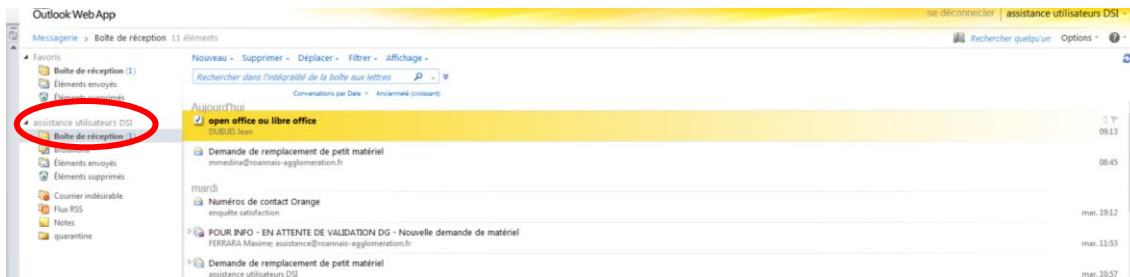 Outlook Web App
se déconnecter | assistance utilisateurs DSI
Messagerie > Boîte de réception 11 éléments
Rechercher quelqu'un Options
Favoris
Boîte de réception (1)
Éléments envoyés
Éléments supprimés
assistance utilisateurs DSI
Boîte de réception (1)
Brouillons
Éléments envoyés
Éléments supprimés
Courrier indésirable
Flux RSS
Notes
quarantine
Nouveau Supprimer Déplacer Filtrer Affichage
Rechercher dans l'intégralité de la boîte aux lettres
Conversations par Date Ancienneté (croissant)
Aujourd'hui
open office ou libre office
DUBUIS Jean 09:13
Demande de remplacement de petit matériel
mmedina@roannais-agglomeration.fr 08:45
mardi
Numéros de contact Orange
enquête satisfaction mar. 19:12
POUR INFO - EN ATTENTE DE VALIDATION DG - Nouvelle demande de matériel
FERRARA Maxime; assistance@roannais-agglomeration.fr mar. 11:53
Demande de remplacement de petit matériel
assistance utilisateurs DSI mar. 10:57